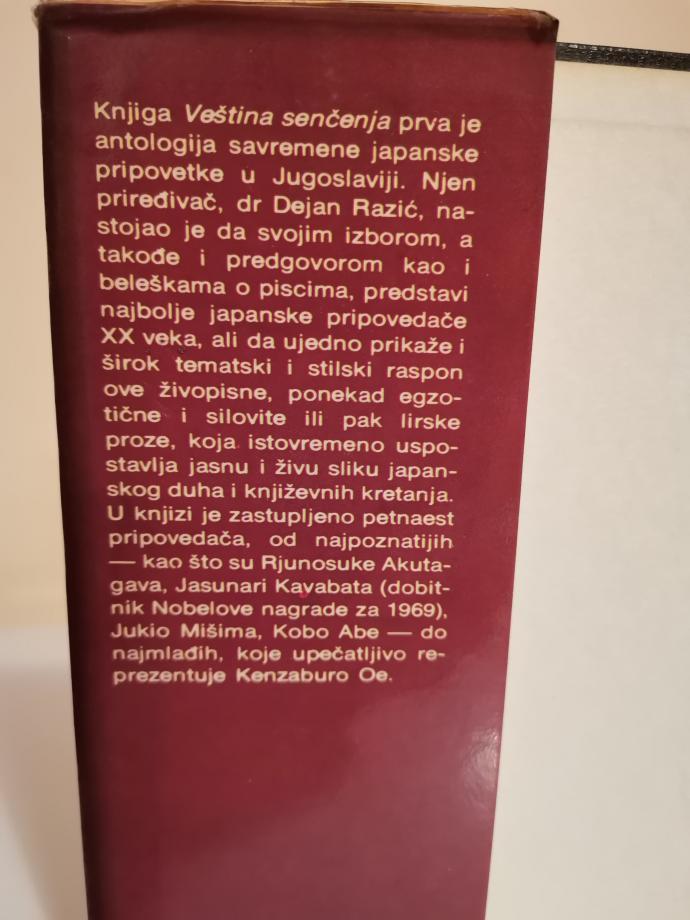 Knjiga Veština senčenja prva je
antologija savremene japanske
pripovetke u Jugoslaviji. Njen
priređivač, dr Dejan Razić, na-
stojao je da svojim izborom, a
takođe i predgovorom kao i
beleškama o piscima, predstavi
najbolje japanske pripovedače
XX veka, ali da ujedno prikaže i
širok tematski i stilski raspon
ove živopisne, ponekad egzo-
tične i silovite ili pak lirske
proze, koja istovremeno uspo-
stavlja jasnu i živu sliku japan-
skog duha i književnih kretanja.
U knjizi je zastupljeno petnaest
pripovedača, od najpoznatijih
— kao što su Rjunosuke Akuta-
gava, Jasunari Kavabata (dobit-
nik Nobelove nagrade za 1969),
Jukio Mišima, Kobo Abe — do
najmlađih, koje upečatljivo re-
prezentuje Kenzaburo Oe.